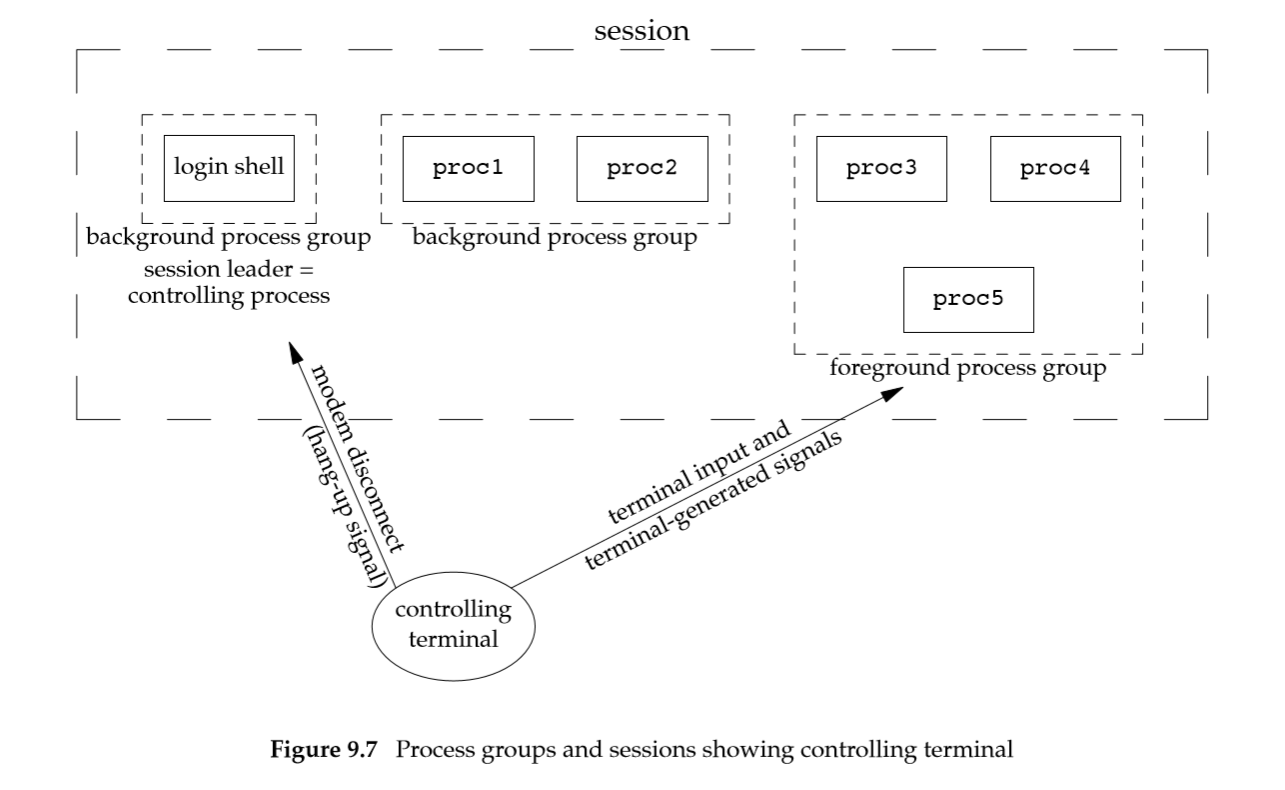 session
login shell
proc1
proc2
proc3
proc4
background process group
session leader =
controlling process
background process group
proc5
foreground process group
modem disconnect
(hang-up signal)
terminal input and
terminal-generated signals
controlling
terminal
Figure 9.7 Process groups and sessions showing controlling terminal